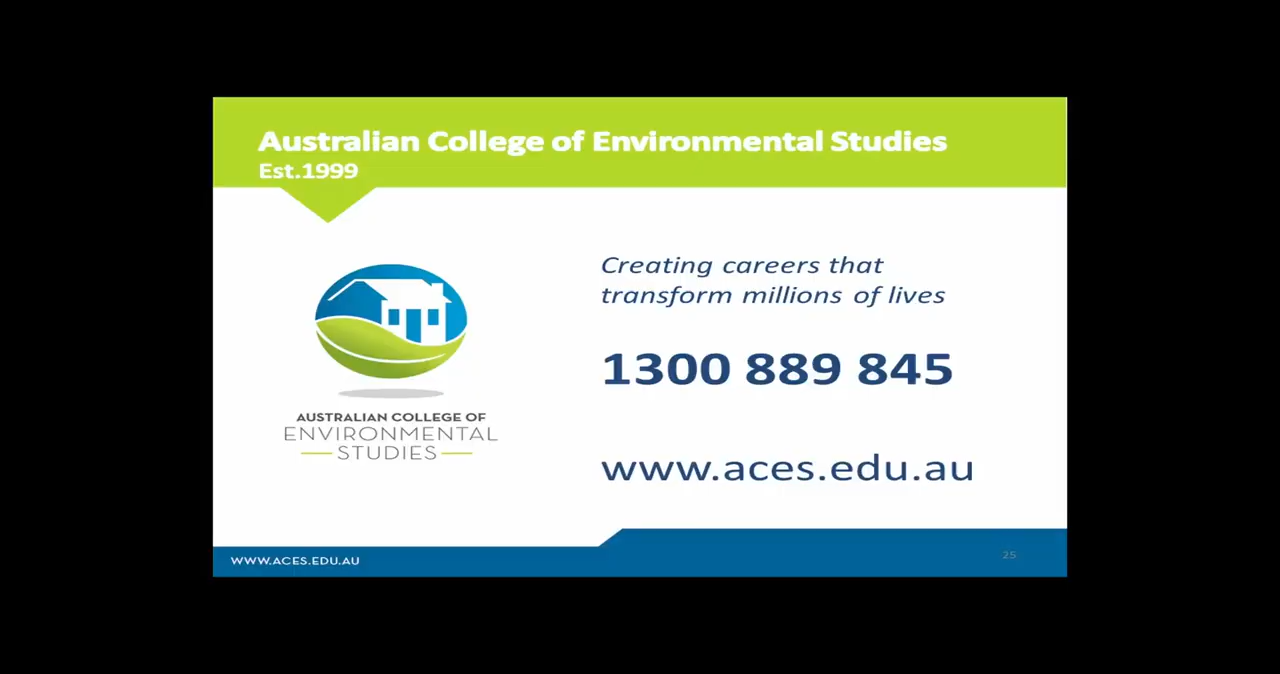 Australian College of Environmental Studies
Est.1999
Creating careers that
transform millions of lives
1300 889 845
www.aces.edu.au
AUSTRALIAN COLLEGE OF
ENVIRONMENTAL
STUDIES
WWW.ACES.EDU.AU
25